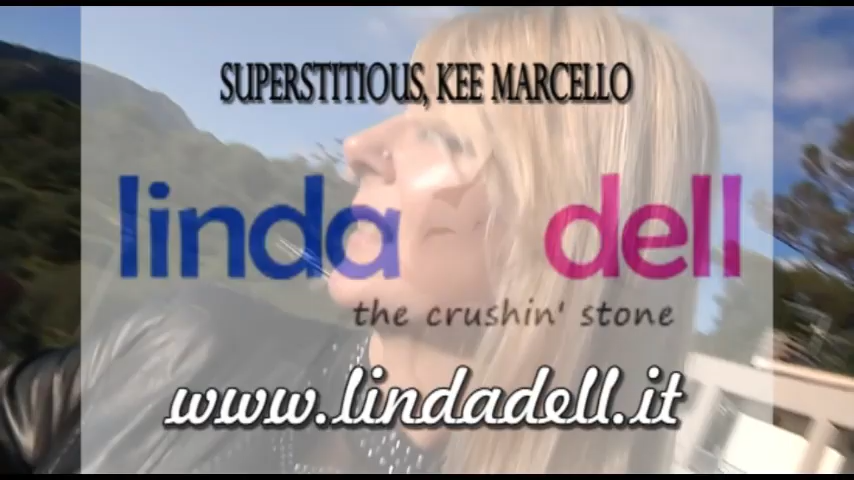 SUPERSTITIOUS, KEE MARCELLO
linda dell
the crushin' stone
www.lindadell.it